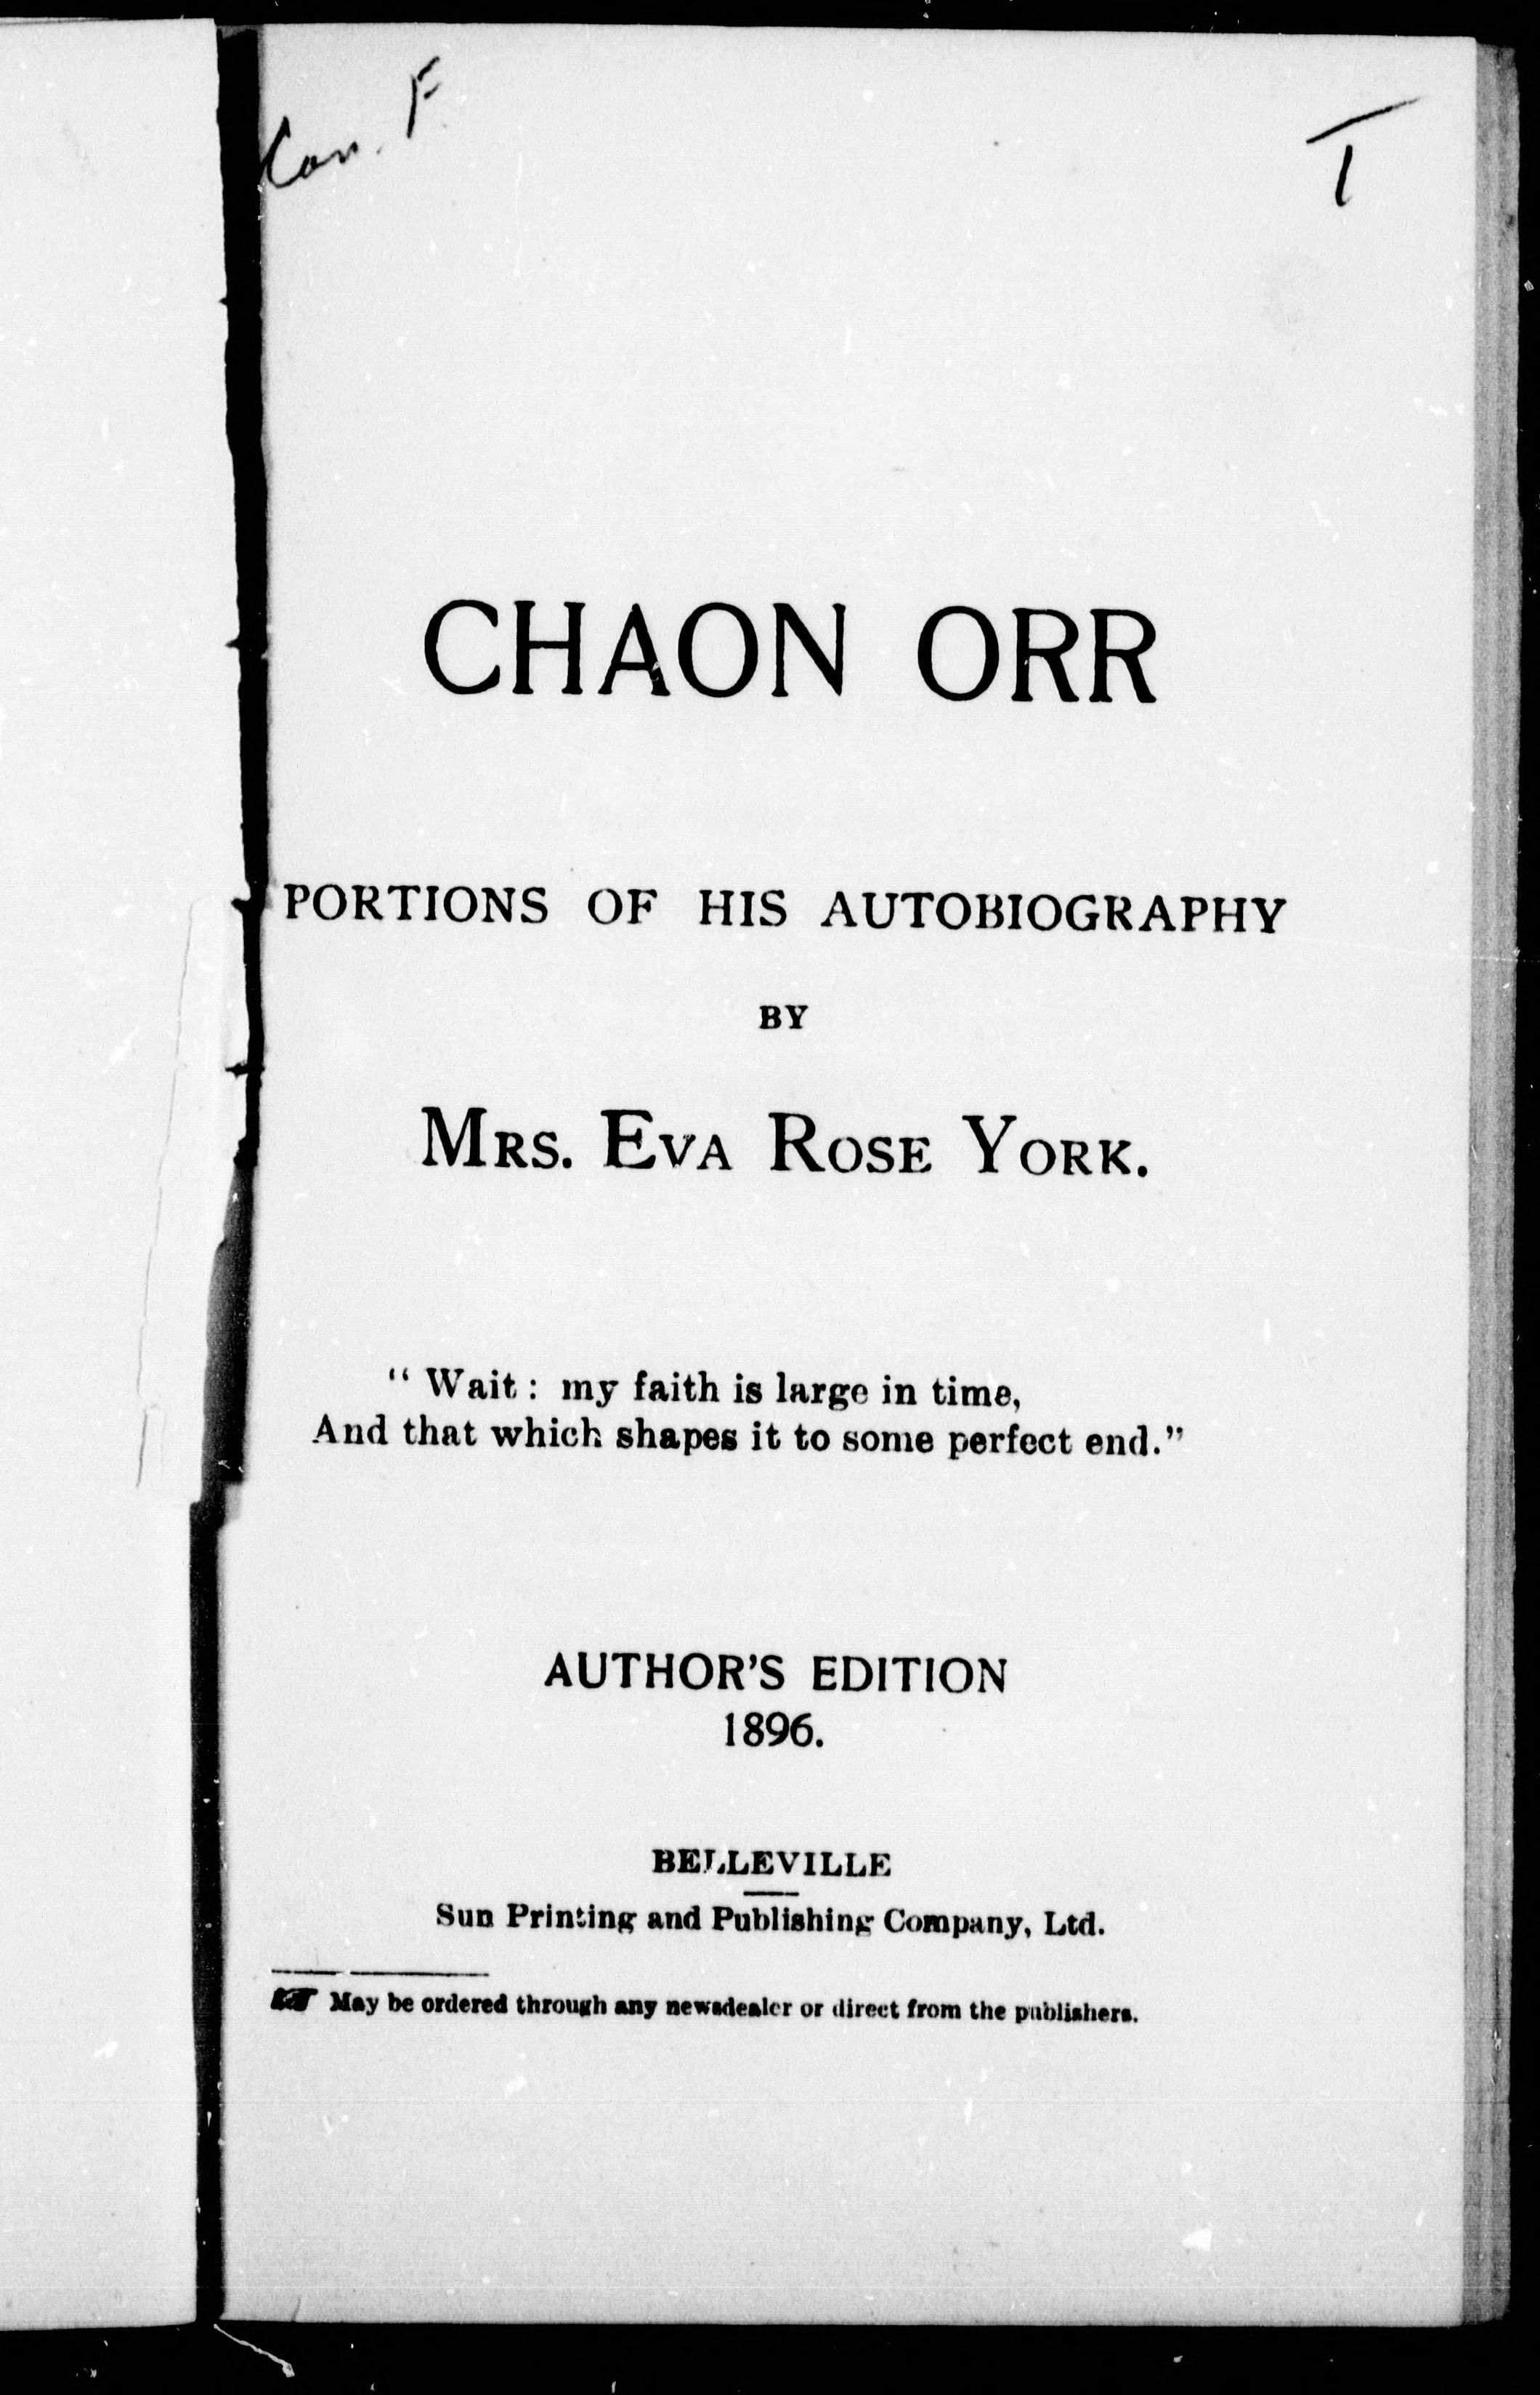 Can. F
T
CHAON ORR
PORTIONS OF HIS AUTOBIOGRAPHY
BY
MRS. EVA ROSE YORK.
“ Wait : my faith is large in time,
And that which shapes it to some perfect end.”
AUTHOR’S EDITION
1896.
BELLEVILLE
Sun Printing and Publishing Company, Ltd.
☞ May be ordered through any newsdealer or direct from the publishers.